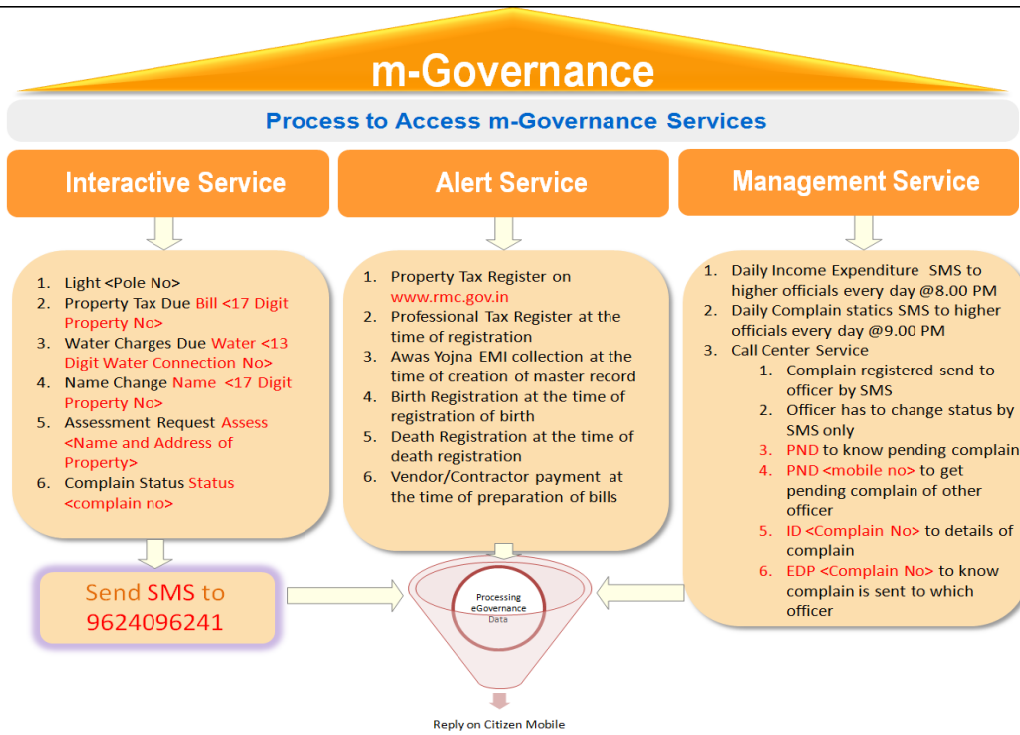 m-Governance
Process to Access m-Governance Services
Interactive Service
1. Light <Pole No>
2. Property Tax Due Bill <17 Digit
Property No>
3. Water Charges Due Water <13
Digit Water Connection No>
4. Name Change Name <17 Digit
Property No>
5. Assessment Request Assess
<Name and Address of
Property>
6. Complain Status Status
<complain no>
Send SMS to
9624096241
Alert Service
1. Property Tax Register on
www.rmc.gov.in
2. Professional Tax Register at the
time of registration
3. Awas Yojna EMI collection at the
time of creation of master record
4. Birth Registration at the time of
registration of birth
5. Death Registration at the time of
death registration
6. Vendor/Contractor payment at
the time of preparation of bills
Management Service
1. Daily Income Expenditure SMS to
higher officials every day @8.00 PM
2. Daily Complain statics SMS to higher
officials every day @9.00 PM
3. Call Center Service
1. Complain registered send to
officer by SMS
2. Officer has to change status by
SMS only
3. PND to know pending complain
4. PND <mobile no> to get
pending complain of other
officer
5. ID <Complain No> to details of
complain
6. EDP <Complain No> to know
complain is sent to which
officer
Processing
eGovernance
Data
Reply on Citizen Mobile